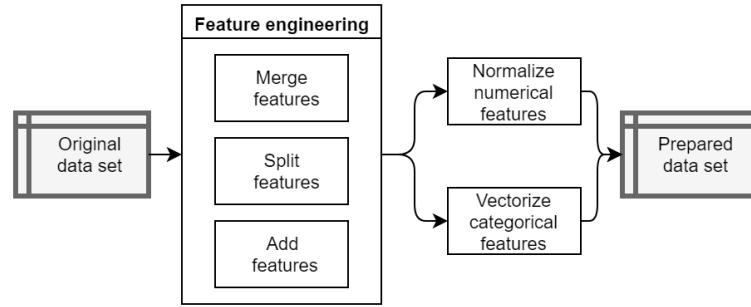 Feature engineering
Original
data set
Merge
features
Split
features
Add
features
Normalize
numerical
features
Vectorize
categorical
features
Prepared
data set